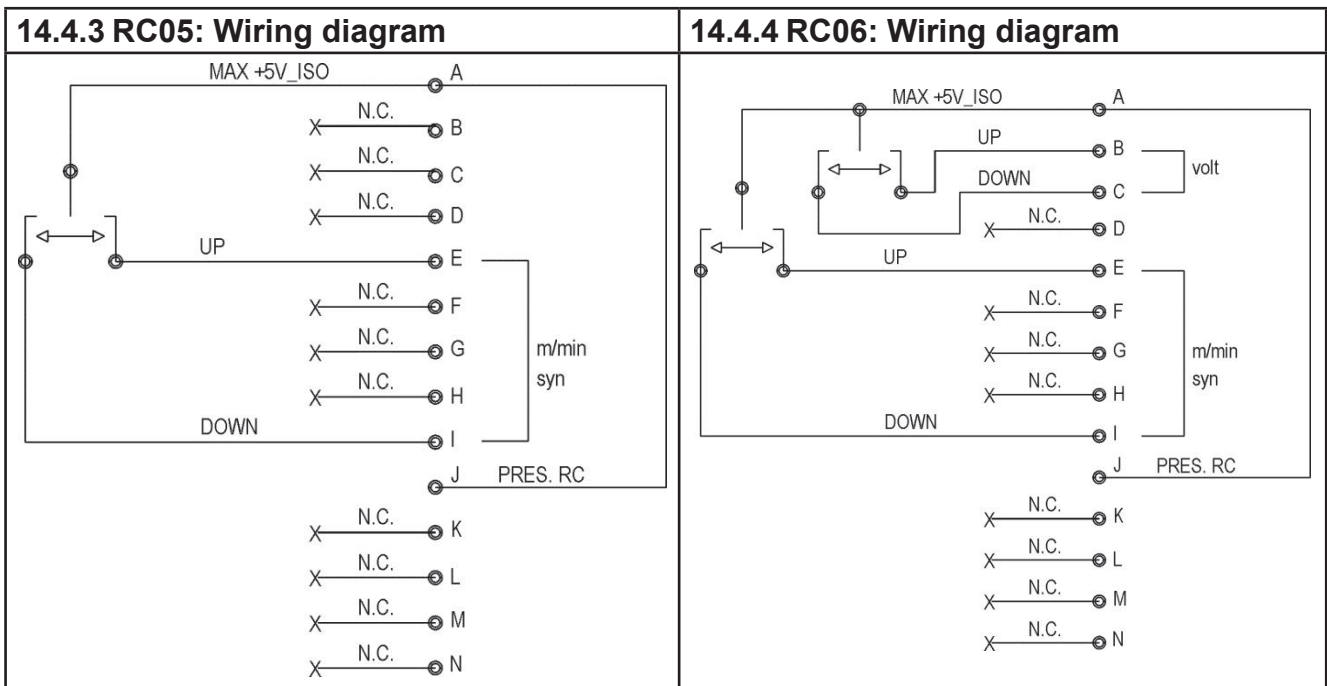 14.4.3 RC05: Wiring diagram
MAX +5V_ISO A
N.C. B
N.C. C
N.C. D
UP E
N.C. F
N.C. G
m/min
syn
N.C. H
DOWN I
J PRES. RC
N.C. K
N.C. L
N.C. M
N.C. N
14.4.4 RC06: Wiring diagram
MAX +5V_ISO A
UP B
volt
DOWN C
N.C. D
UP E
N.C. F
N.C. G
m/min
syn
N.C. H
DOWN I
J PRES. RC
N.C. K
N.C. L
N.C. M
N.C. N